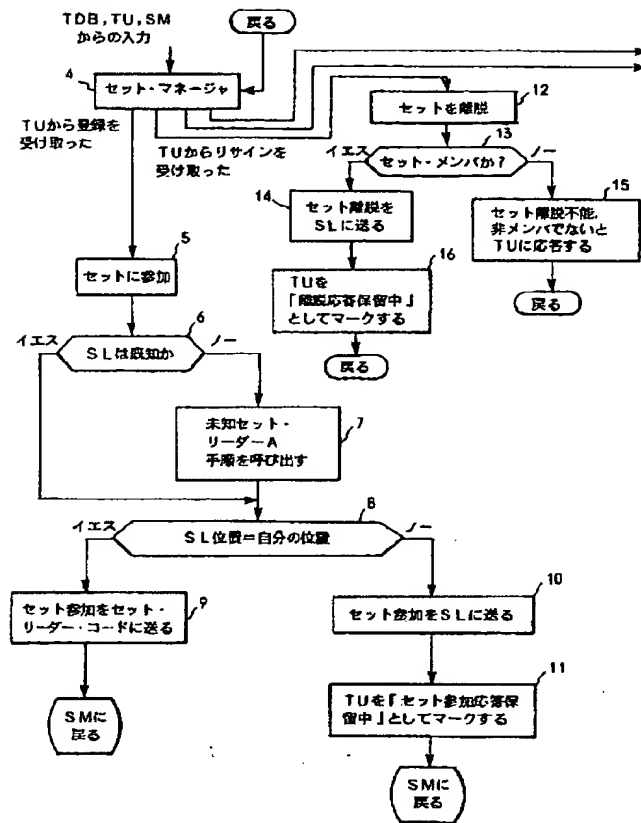 TDB,TU,SM
からの入力
戻る
4
セット・マネージャ
TUから登録を
受け取った
TUからリサインを
受け取った
12
セットを離脱
13
イエス
セット・メンバか?
ノー
14
セット離脱を
SLに送る
15
セット離脱不能,
非メンバでないと
TUに応答する
戻る
16
TUを
「離脱応答保留中」
としてマークする
戻る
5
セットに参加
6
イエス
SLは既知か
ノー
7
未知セット・
リーダーA
手順を呼び出す
8
イエス
SL位置=自分の位置
ノー
9
セット参加をセット・
リーダー・コードに送る
SMに
戻る
10
セット参加をSLに送る
11
TUを「セット参加応答保
留中」としてマークする
SMに
戻る